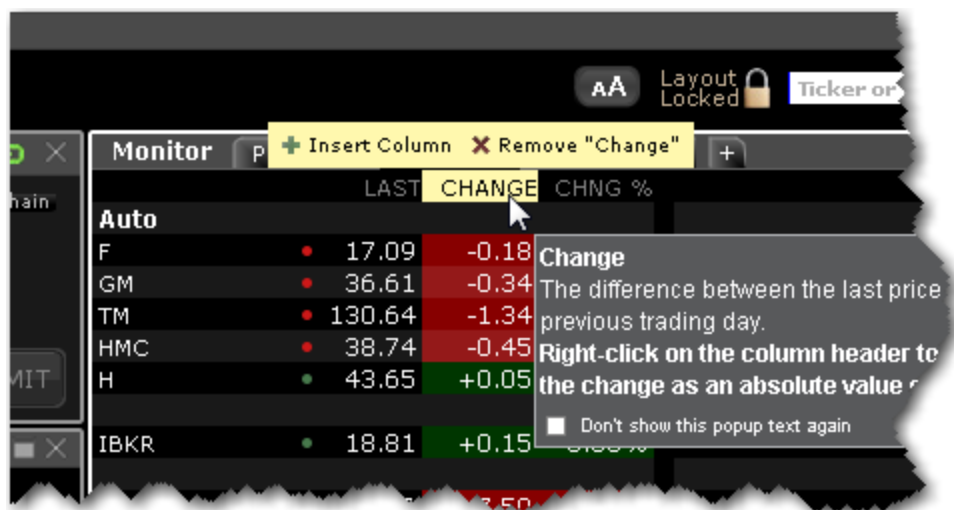 AA
Layout
Locked
Ticker or
Monitor P
+ Insert Column ✖ Remove "Change"
+
LAST CHANGE CHNG %
hain
Auto
F • 17.09 -0.18
GM • 36.61 -0.34
TM • 130.64 -1.34
HMC • 38.74 -0.45
H • 43.65 +0.05
MIT
IBKR • 18.81 +0.15
Change
The difference between the last price
previous trading day.
Right-click on the column header to
the change as an absolute value
Don't show this popup text again